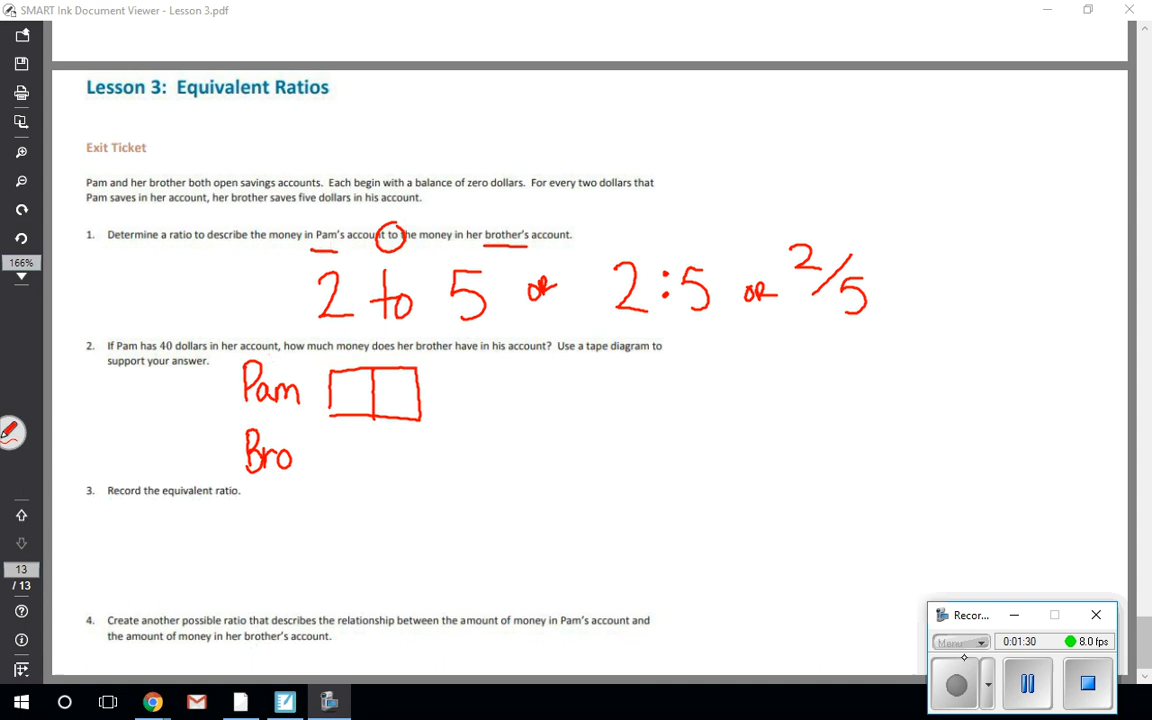 SMART Ink Document Viewer - Lesson 3.pdf
Lesson 3: Equivalent Ratios
Exit Ticket
Pam and her brother both open savings accounts. Each begin with a balance of zero dollars. For every two dollars that
Pam saves in her account, her brother saves five dollars in his account.
1. Determine a ratio to describe the money in Pam's account to the money in her brother's account.
2 to 5 or 2:5 or 2/5
166%
2. If Pam has 40 dollars in her account, how much money does her brother have in his account? Use a tape diagram to
support your answer.
Pam
Bro
3. Record the equivalent ratio.
13
/ 13
4. Create another possible ratio that describes the relationship between the amount of money in Pam's account and
the amount of money in her brother's account.
Recor...
Menu
0:01:30
8.0 fps